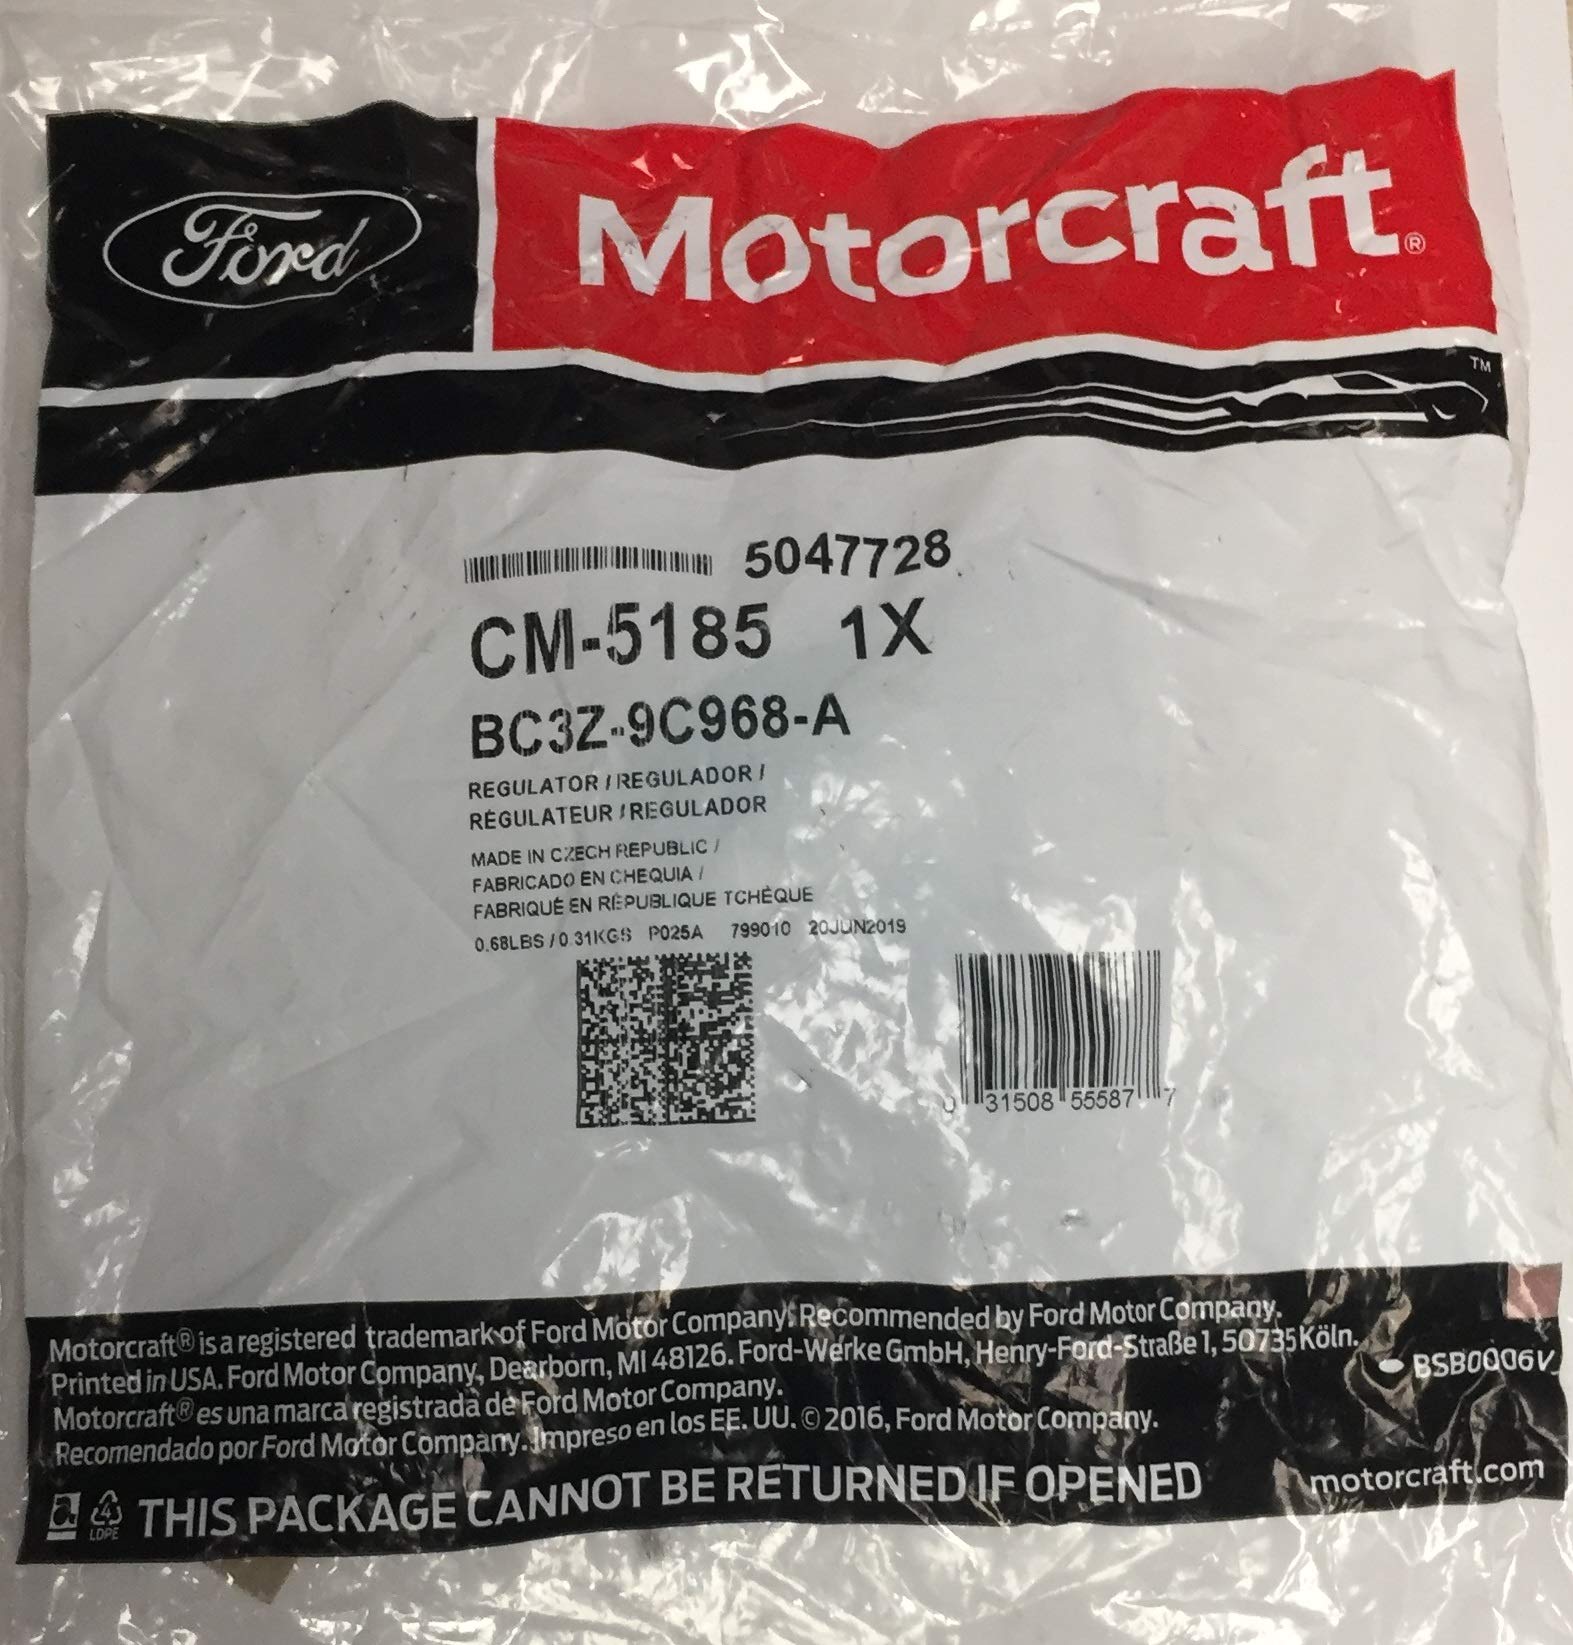 Ford
Motorcraft®
TM
5047728
CM-5185 1X
BC3Z-9C968-A
REGULATOR / REGULADOR /
RÉGULATEUR / REGULADOR
MADE IN CZECH REPUBLIC /
FABRICADO EN CHEQUIA /
FABRIQUÉ EN RÉPUBLIQUE TCHÈQUE
0.68LBS / 0.31KGS P025A 799010 20JUN2019
0 31508 55587 7
Motorcraft® is a registered trademark of Ford Motor Company. Recommended by Ford Motor Company.
Printed in USA. Ford Motor Company, Dearborn, MI 48126. Ford-Werke GmbH, Henry-Ford-Straße 1, 50735 Köln.
BSB0006V
Motorcraft® es una marca registrada de Ford Motor Company.
Recomendado por Ford Motor Company. Impreso en los EE. UU. © 2016, Ford Motor Company.
4
LDPE
THIS PACKAGE CANNOT BE RETURNED IF OPENED
motorcraft.com